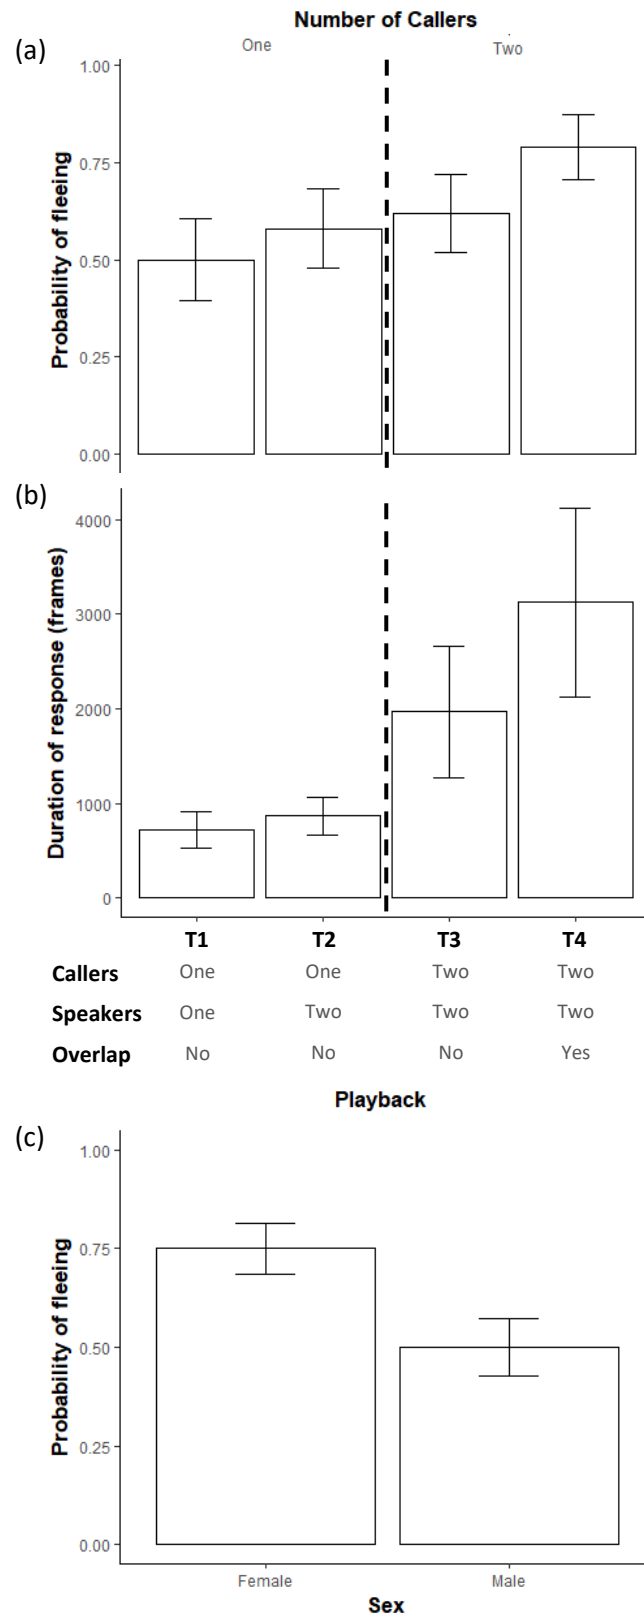 Number of Callers
(a)
One
Two
Probability of fleeing
1.00
0.75
0.50
0.25
0.00
(b)
Duration of response (frames)
4000
3000
2000
1000
0
T1 T2 T3 T4
Callers One One Two Two
Speakers One Two Two Two
Overlap No No No Yes
Playback
(c)
Probability of fleeing
1.00
0.75
0.50
0.25
0.00
Female Male
Sex